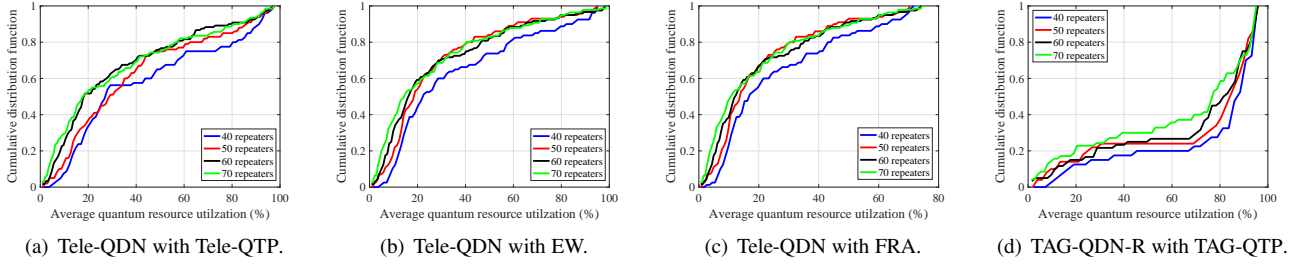 Cumulative distribution function
1
0.8
0.6
0.4
0.2
0
0 20 40 60 80 100
Average quantum resource utilzation (%)
40 repeaters
50 repeaters
60 repeaters
70 repeaters
(a) Tele-QDN with Tele-QTP.
Cumulative distribution function
1
0.8
0.6
0.4
0.2
0
0 20 40 60 80 100
Average quantum resource utilzation (%)
40 repeaters
50 repeaters
60 repeaters
70 repeaters
(b) Tele-QDN with EW.
Cumulative distribution function
1
0.8
0.6
0.4
0.2
0
0 20 40 60 80
Average quantum resource utilzation (%)
40 repeaters
50 repeaters
60 repeaters
70 repeaters
(c) Tele-QDN with FRA.
Cumulative distribution function
1
0.8
0.6
0.4
0.2
0
0 20 40 60 80 100
Average quantum resource utilzation (%)
40 repeaters
50 repeaters
60 repeaters
70 repeaters
(d) TAG-QDN-R with TAG-QTP.